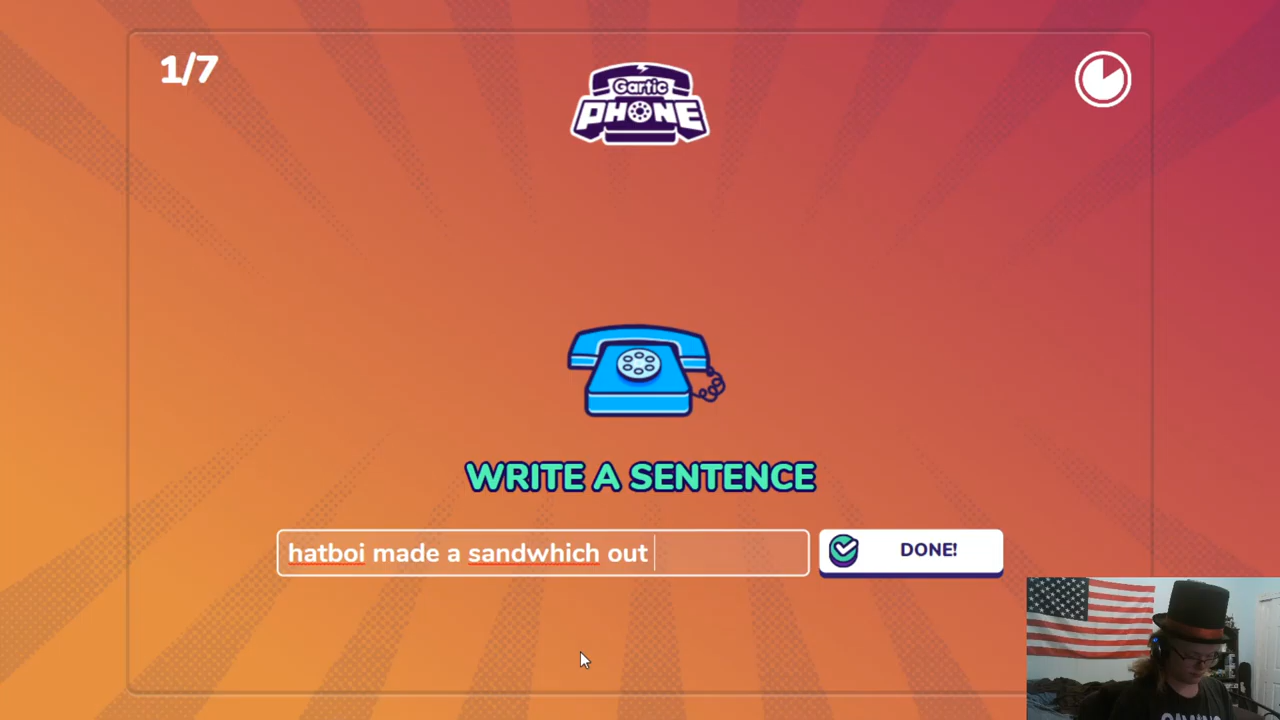 1/7
Gartic
PHONE
WRITE A SENTENCE
hatboi made a sandwhich out
DONE!